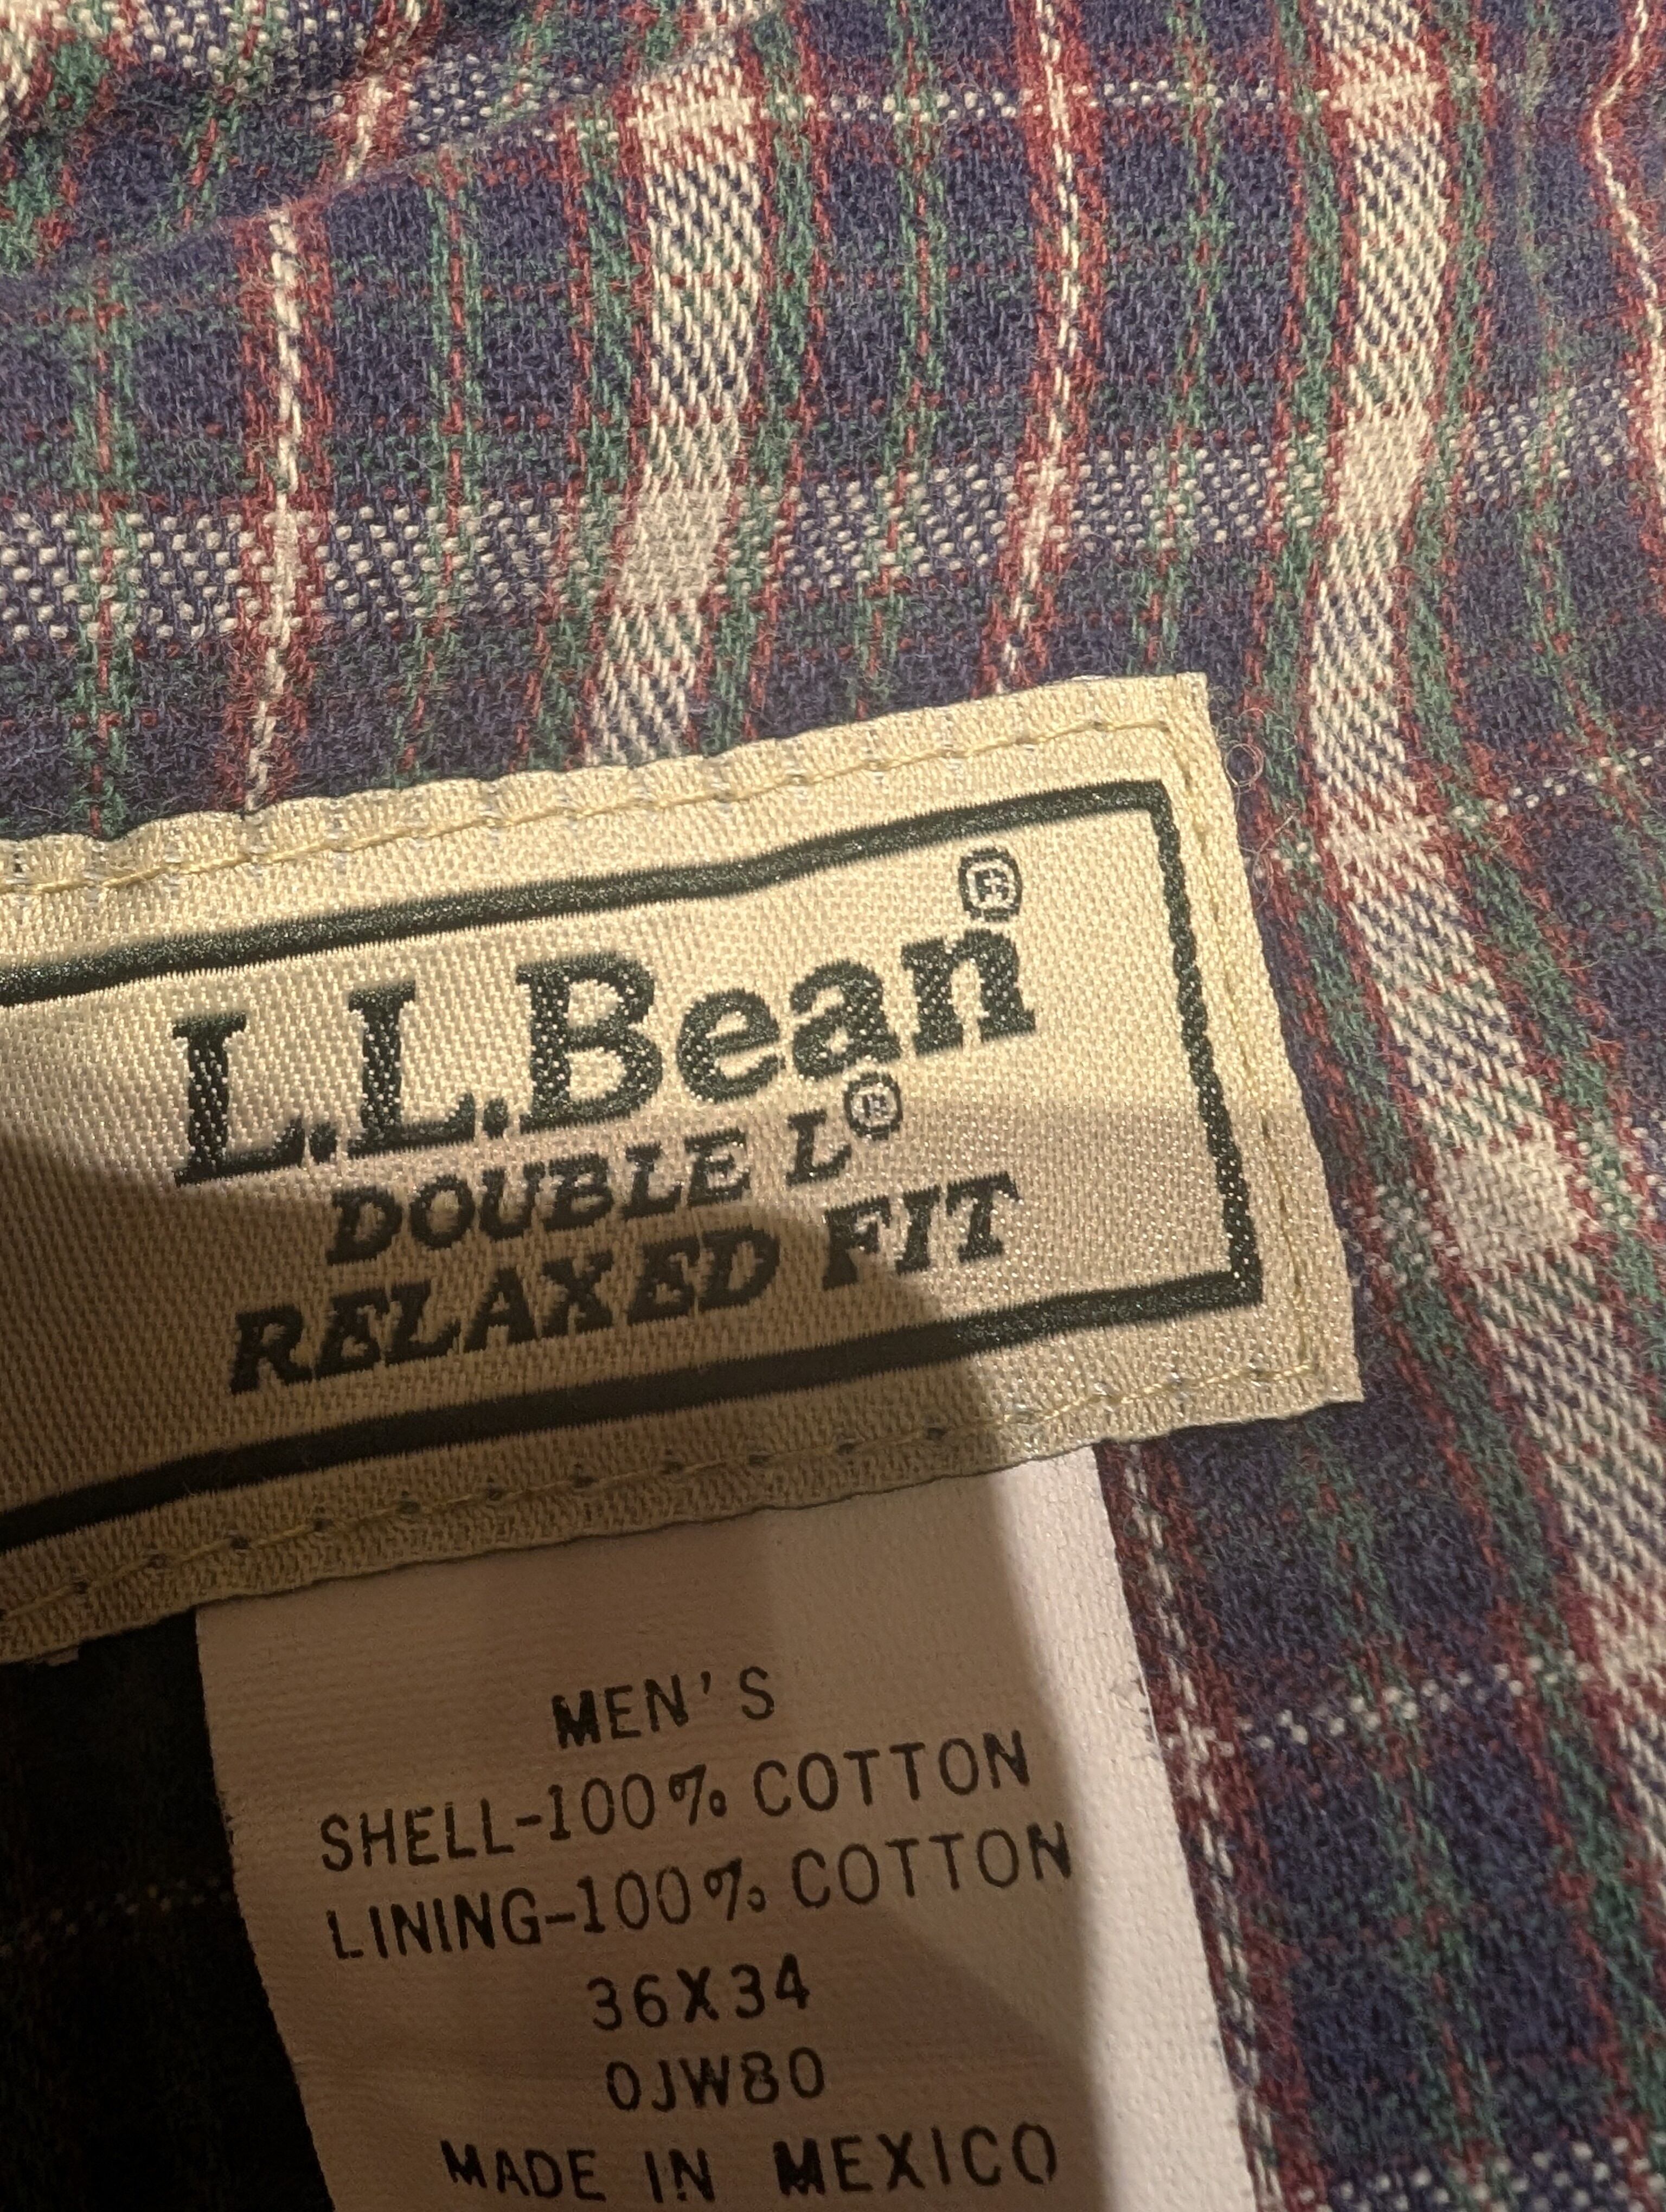 L.L.Bean®
DOUBLE L®
RELAXED FIT
MEN'S
SHELL-100% COTTON
LINING-100% COTTON
36X34
0JW80
MADE IN MEXICO